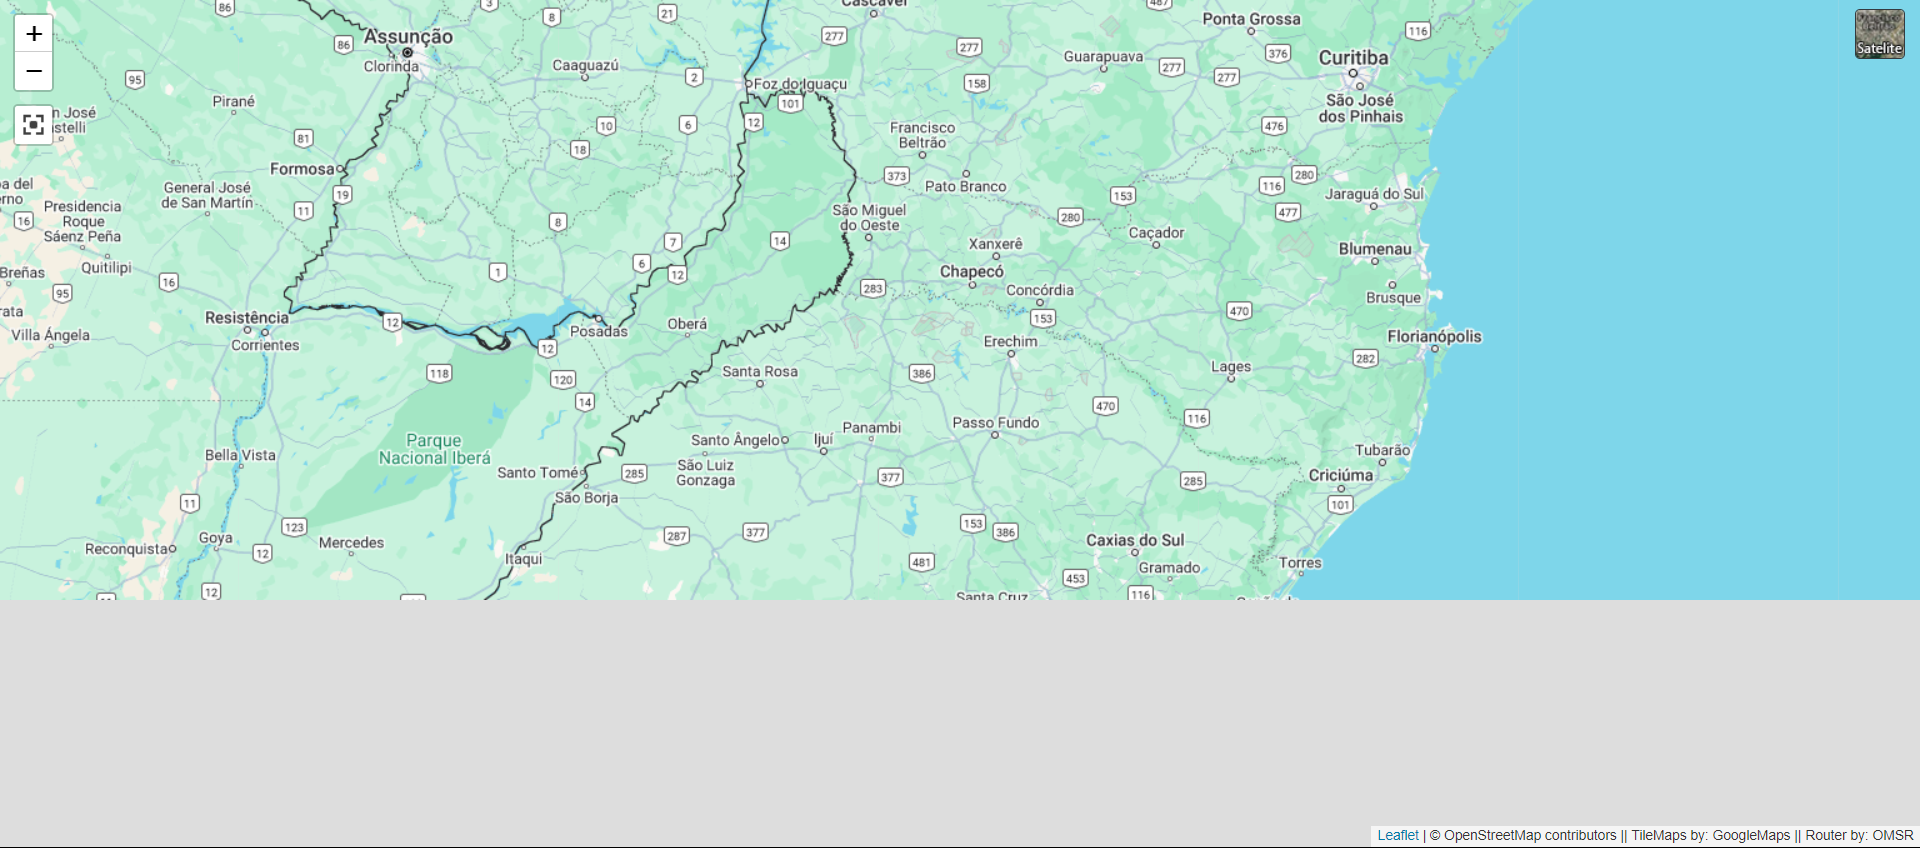 86
3
8
21
Cascavel
487
Ponta Grossa
116
+
Assunção
86
277
277
Guarapuava
376
Curitiba
Satelite
−
Clorinda
95
Caaguazú
2
Foz do Iguaçu
158
277
277
São José
dos Pinhais
Pirané
101
n José
stelli
81
10
6
12
Francisco
Beltrão
476
18
Formosa
373
Pato Branco
280
116
153
Jaraguá do Sul
a del
rno
General José
de San Martín
19
11
16
Presidencia
Roque
Sáenz Peña
São Miguel
do Oeste
280
477
8
7
14
Xanxerê
Caçador
Blumenau
Breñas
Quitilipi
16
1
6
12
Chapecó
283
Concórdia
Brusque
95
rata
Resistência
12
Posadas
Oberá
153
470
Villa Ángela
Corrientes
12
Erechim
Florianópolis
282
118
120
Santa Rosa
386
Lages
14
470
116
Parque
Nacional Iberá
Santo Ângelo
Ijuí
Panambi
Passo Fundo
Bella Vista
Santo Tomé
285
São Luiz
Gonzaga
377
285
Tubarão
Criciúma
São Borja
11
101
123
153
386
Goya
287
377
Reconquista
12
Mercedes
Itaqui
481
Caxias do Sul
Gramado
Torres
453
12
116
Santa Cruz
Leaflet | © OpenStreetMap contributors || TileMaps by: GoogleMaps || Router by: OMSR